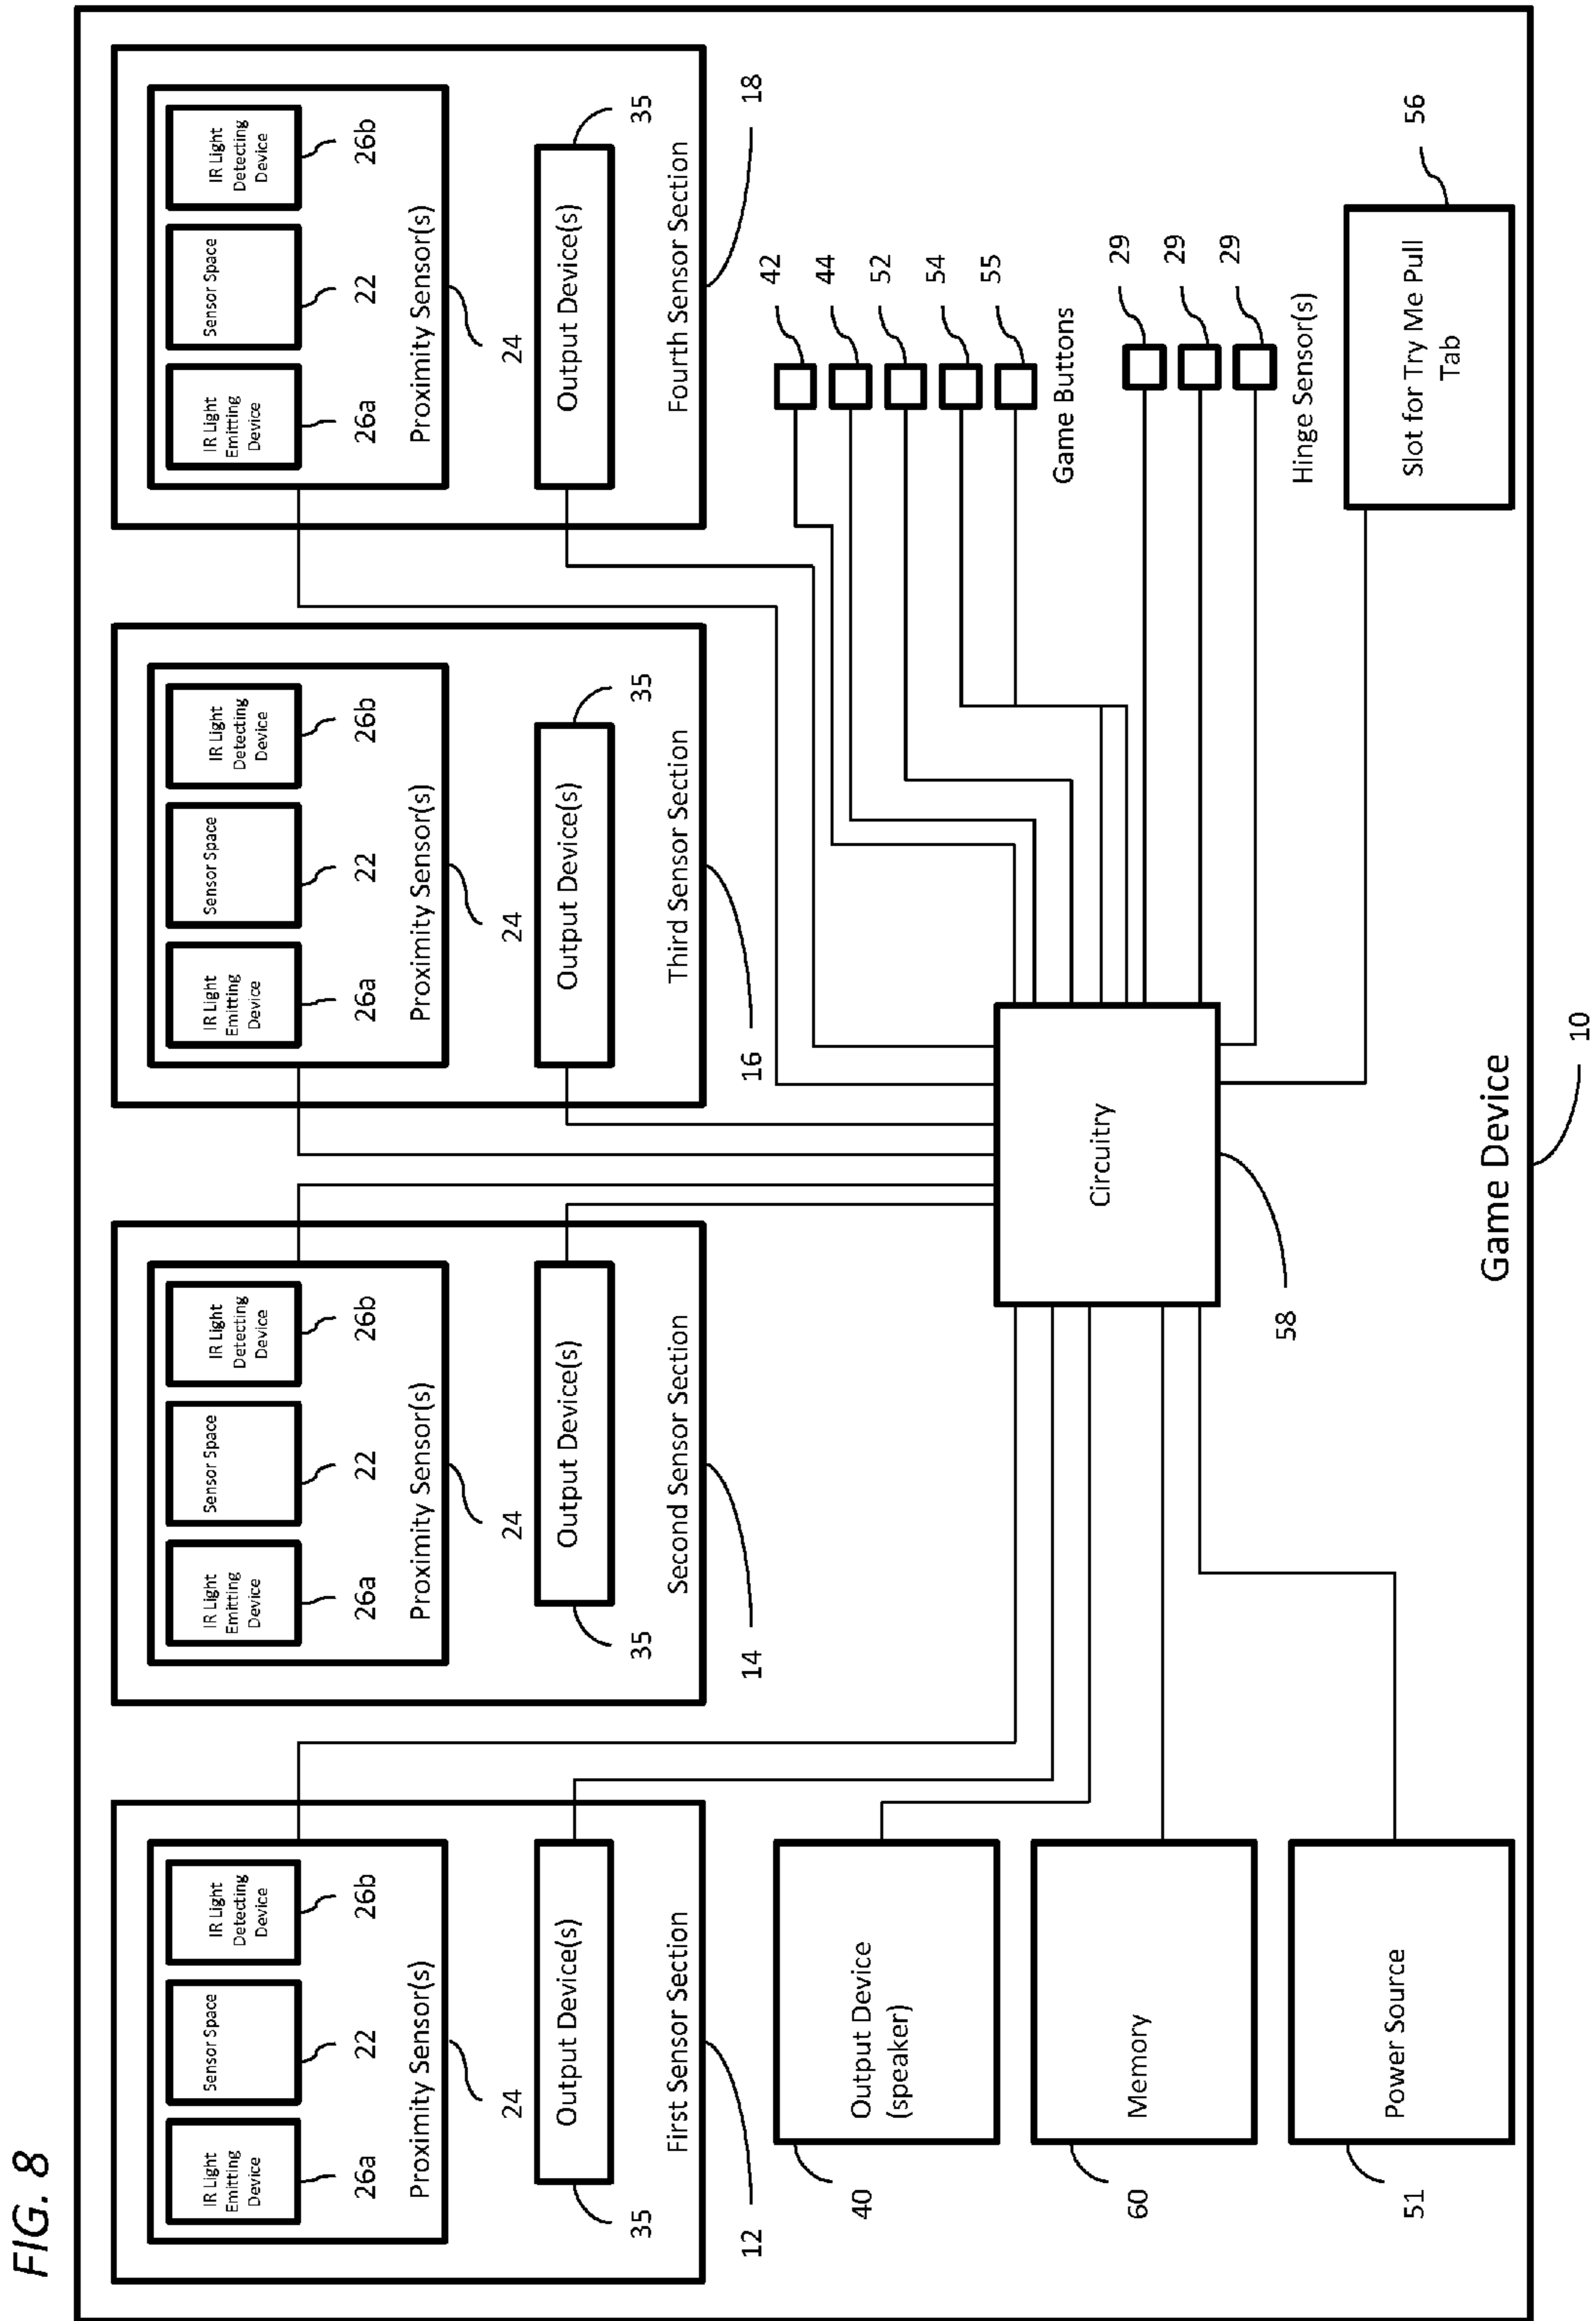 FIG. 8
IR Light
Emitting
Device
Sensor Space
IR Light
Detecting
Device
26a
22
26b
Proximity Sensor(s)
24
Output Device(s)
35
First Sensor Section
12
IR Light
Emitting
Device
Sensor Space
IR Light
Detecting
Device
26a
22
26b
Proximity Sensor(s)
24
Output Device(s)
35
Second Sensor Section
14
IR Light
Emitting
Device
Sensor Space
IR Light
Detecting
Device
26a
22
26b
Proximity Sensor(s)
24
Output Device(s)
35
Third Sensor Section
16
IR Light
Emitting
Device
Sensor Space
IR Light
Detecting
Device
26a
22
26b
Proximity Sensor(s)
24
Output Device(s)
35
Fourth Sensor Section
18
Output Device
(speaker)
40
Memory
60
Power Source
51
Circuitry
58
42
44
52
54
55
Game Buttons
29
29
29
Hinge Sensor(s)
Slot for Try Me Pull
Tab
56
Game Device
10